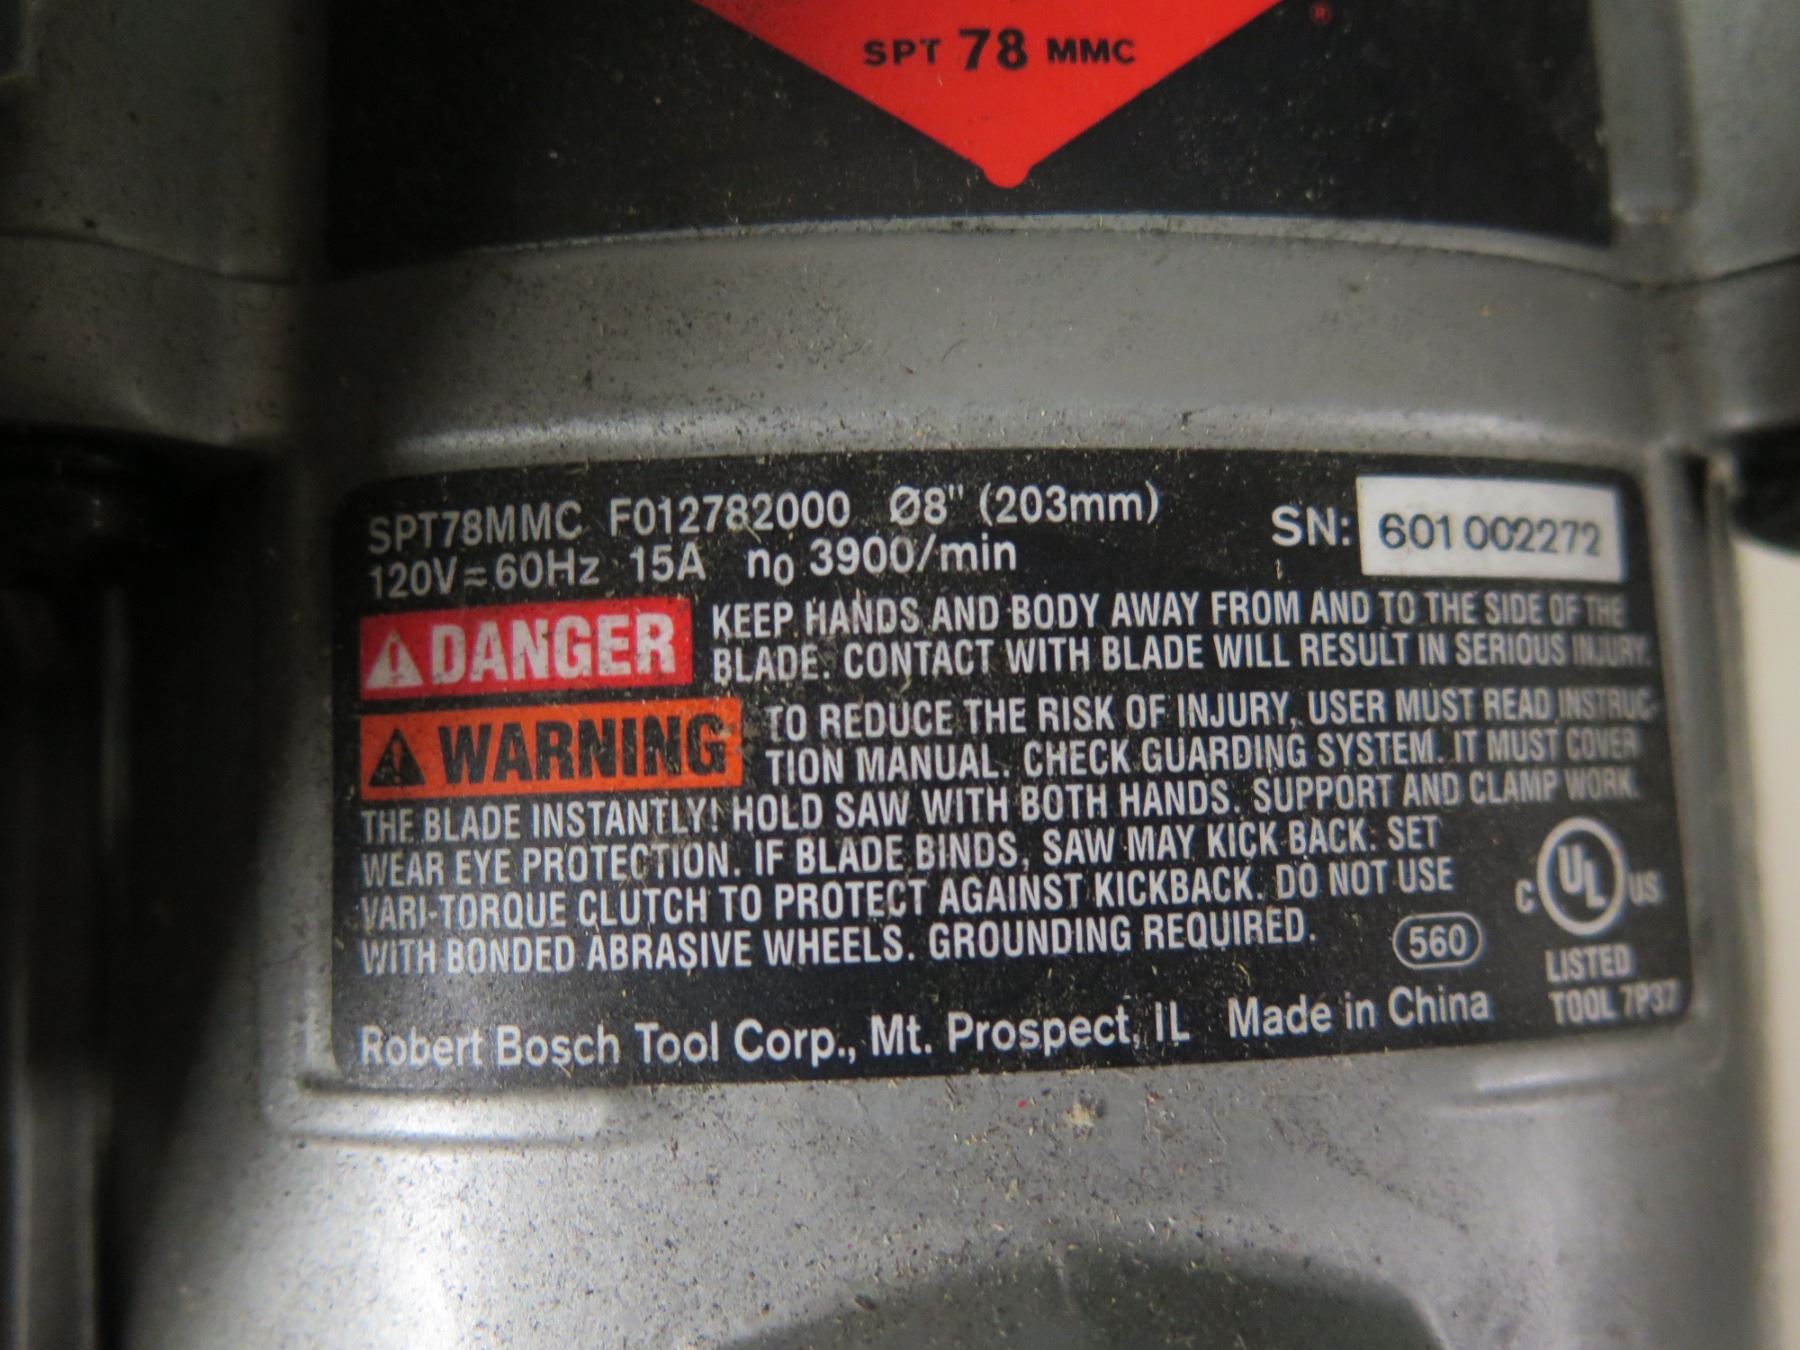 SPT 78 MMC
®
SPT78MMC F012782000 Ø8" (203mm)
SN: 601 002272
120V≂60Hz 15A n0 3900/min
DANGER KEEP HANDS AND BODY AWAY FROM AND TO THE SIDE OF THE
BLADE. CONTACT WITH BLADE WILL RESULT IN SERIOUS INJURY.
WARNING TO REDUCE THE RISK OF INJURY, USER MUST READ INSTRUC-
TION MANUAL. CHECK GUARDING SYSTEM. IT MUST COVER
THE BLADE INSTANTLY! HOLD SAW WITH BOTH HANDS. SUPPORT AND CLAMP WORK.
WEAR EYE PROTECTION. IF BLADE BINDS, SAW MAY KICK BACK. SET
VARI-TORQUE CLUTCH TO PROTECT AGAINST KICKBACK. DO NOT USE
WITH BONDED ABRASIVE WHEELS. GROUNDING REQUIRED.
560
C UL US
LISTED
TOOL 7P37
Robert Bosch Tool Corp., Mt. Prospect, IL Made in China